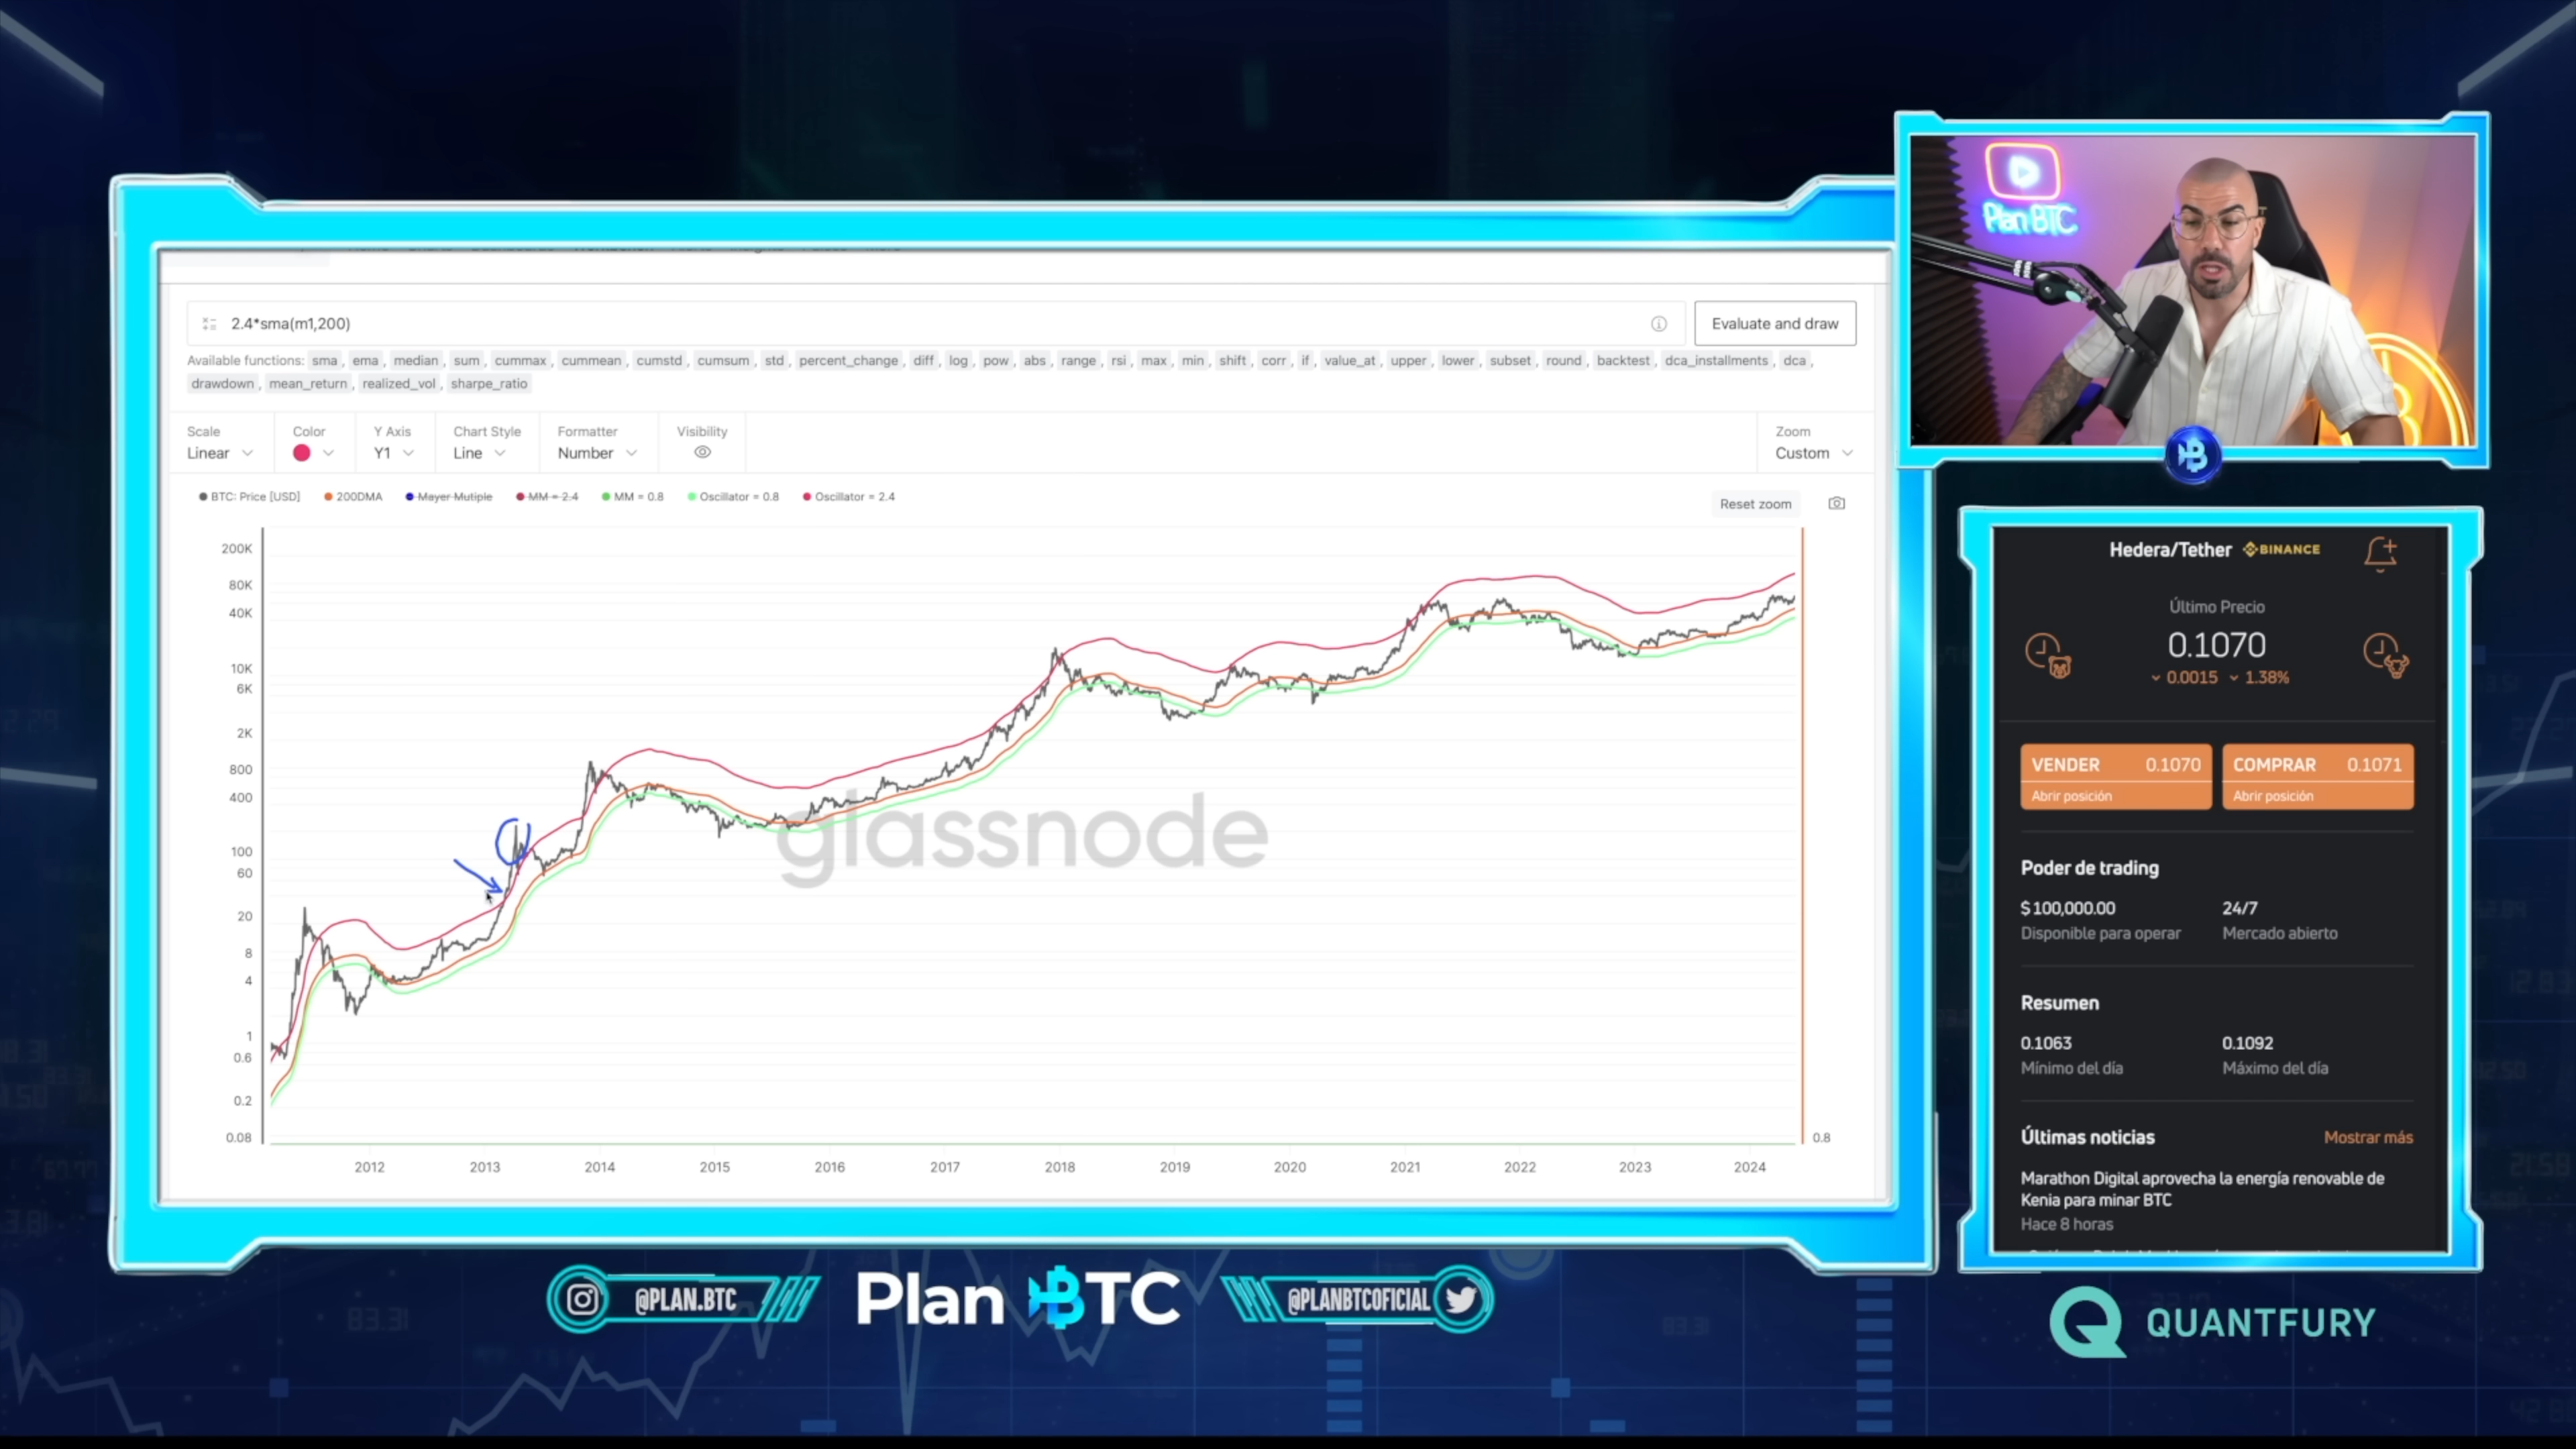 Plan BTC
2.4*sma(m1,200)
Evaluate and draw
Available functions: sma , ema , median , sum , cummax , cummean , cumstd , cumsum , std , percent_change , diff , log , pow , abs , range , rsi , max , min , shift , corr , if , value_at , upper , lower , subset , round , backtest , dca_installments , dca ,
drawdown , mean_return , realized_vol , sharpe_ratio
Scale Color Y Axis Chart Style Formatter Visibility Zoom
Linear Y1 Line Number Custom
BTC: Price [USD] 200DMA Mayer Mutiple MM = 2.4 MM = 0.8 Oscillator = 0.8 Oscillator = 2.4
Reset zoom
200K
80K
40K
10K
6K
2K
800
400
100
60
20
8
4
1
0.6
0.2
0.08
0.8
glassnode
2012 2013 2014 2015 2016 2017 2018 2019 2020 2021 2022 2023 2024
Hedera/Tether BINANCE
Último Precio
0.1070
0.0015 1.38%
VENDER 0.1070
Abrir posición
COMPRAR 0.1071
Abrir posición
Poder de trading
$100,000.00 24/7
Disponible para operar Mercado abierto
Resumen
0.1063 0.1092
Mínimo del día Máximo del día
Últimas noticias Mostrar más
Marathon Digital aprovecha la energía renovable de
Kenia para minar BTC
Hace 8 horas
@PLAN.BTC
Plan BTC
@PLANBTCOFICIAL
QUANTFURY